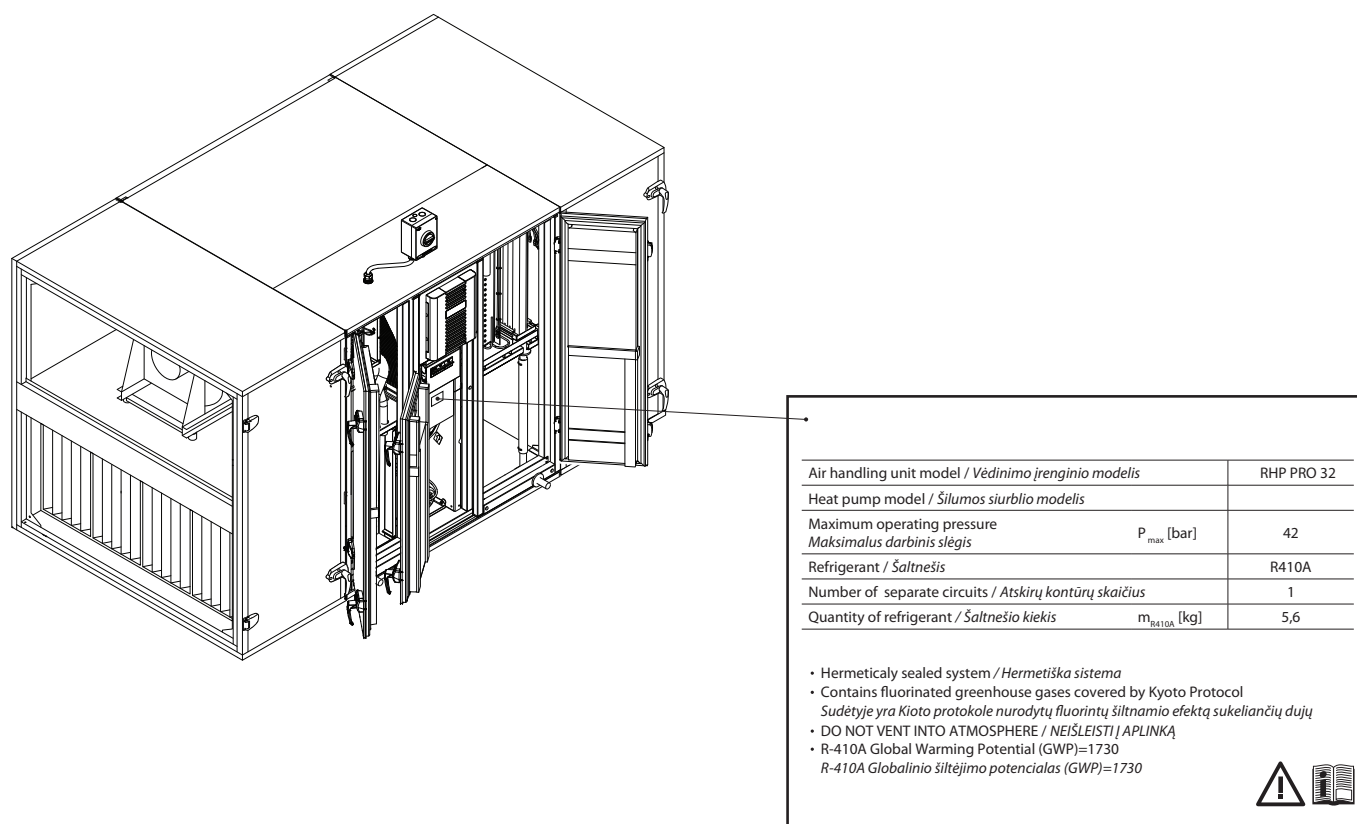 Air handling unit model / Vėdinimo įrenginio modelis RHP PRO 32
Heat pump model / Šilumos siurblio modelis
Maximum operating pressure
Maksimalus darbinis slėgis P max [bar] 42
Refrigerant / Šaltnešis R410A
Number of separate circuits / Atskirų kontūrų skaičius 1
Quantity of refrigerant / Šaltnešio kiekis m R410A [kg] 5,6
• Hermeticaly sealed system / Hermetiška sistema
• Contains fluorinated greenhouse gases covered by Kyoto Protocol
Sudėtyje yra Kioto protokole nurodytų fluorintų šiltnamio efektą sukeliančių dujų
• DO NOT VENT INTO ATMOSPHERE / NEIŠLEISTI Į APLINKĄ
• R-410A Global Warming Potential (GWP)=1730
R-410A Globalinio šiltėjimo potencialas (GWP)=1730